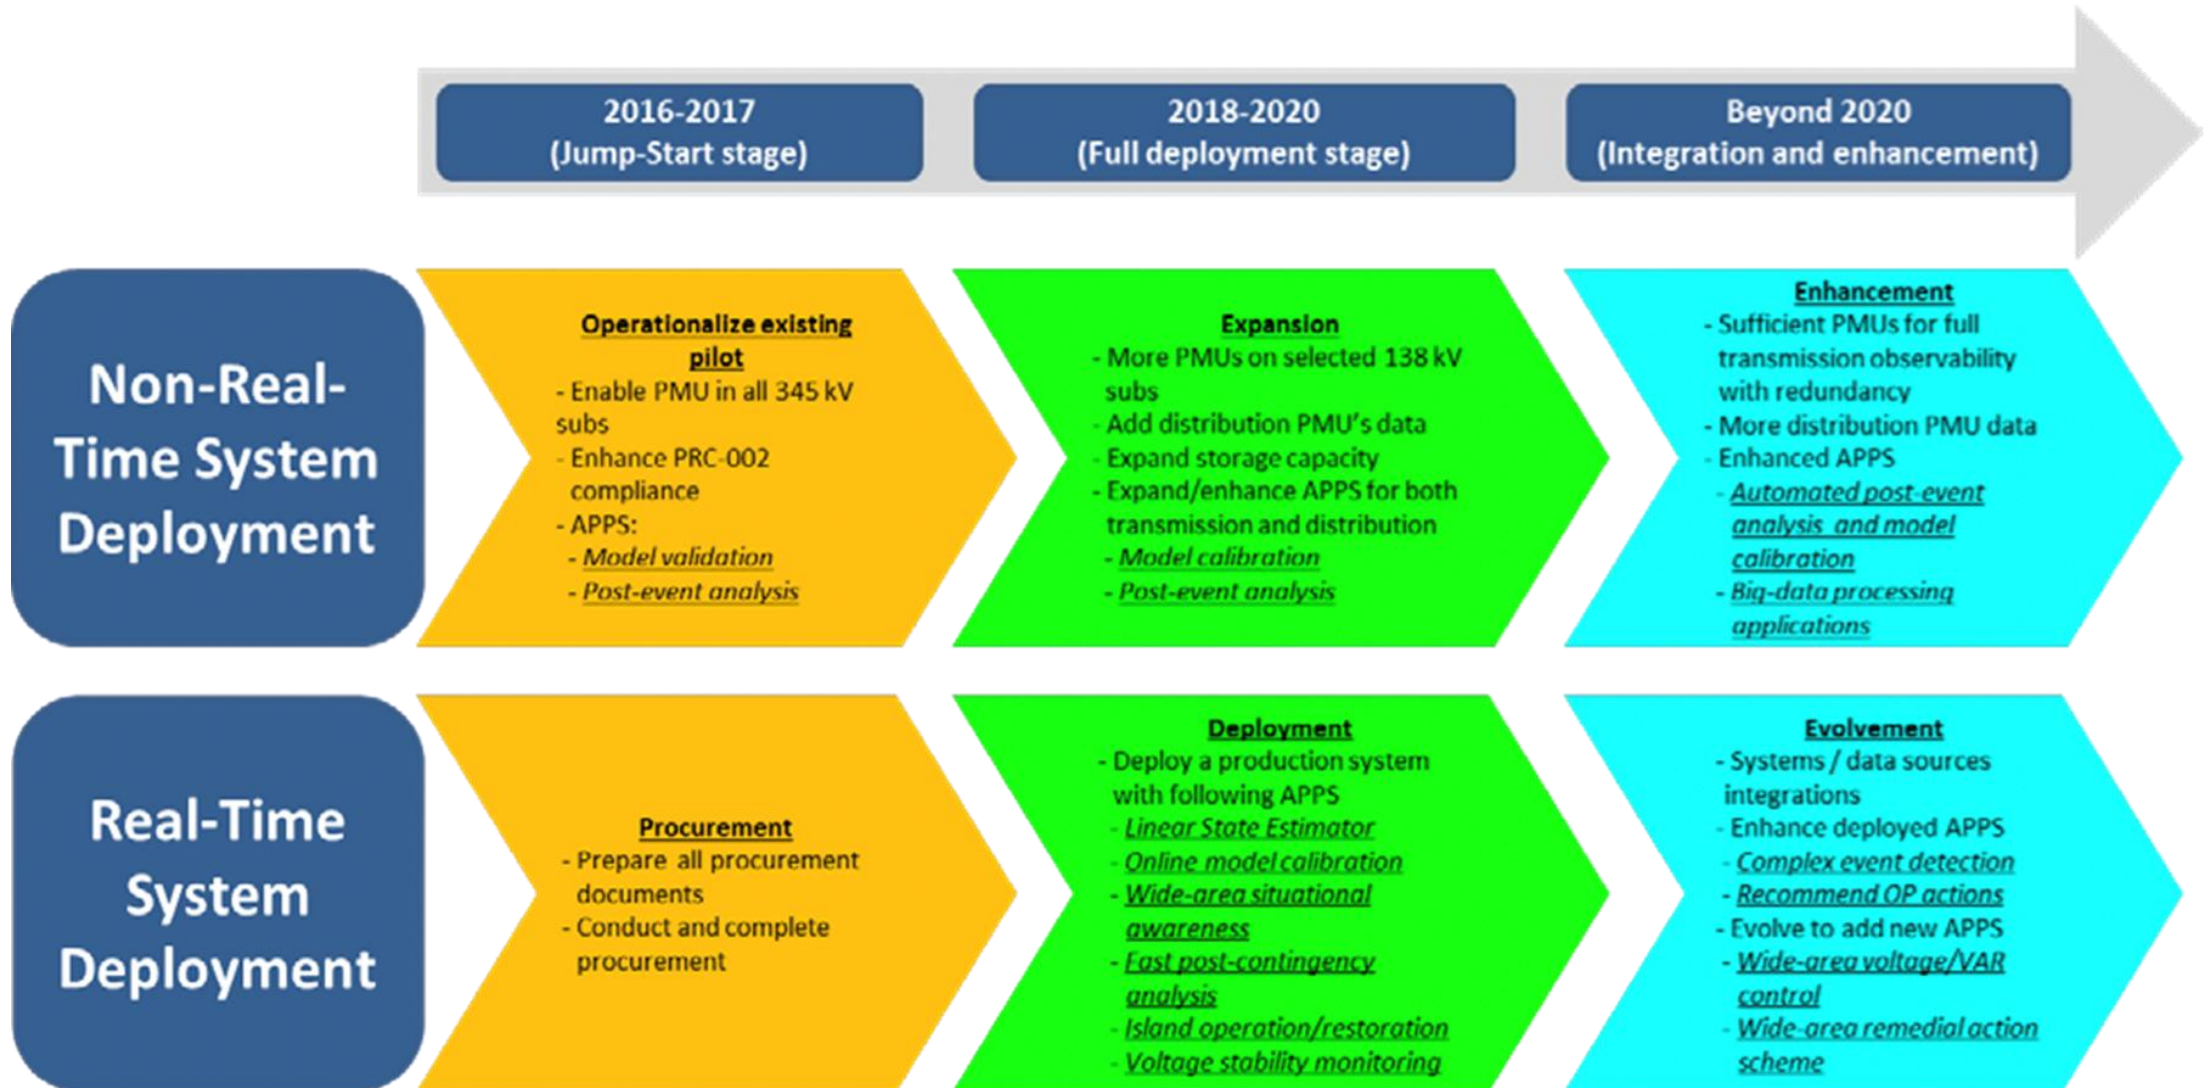 2016-2017
(Jump-Start stage)
2018-2020
(Full deployment stage)
Beyond 2020
(Integration and enhancement)
Non-Real-
Time System
Deployment
Operationalize existing
pilot
- Enable PMU in all 345 kV
subs
- Enhance PRC-002
compliance
- APPS:
- Model validation
- Post-event analysis
Expansion
- More PMUs on selected 138 kV
subs
- Add distribution PMU's data
- Expand storage capacity
- Expand/enhance APPS for both
transmission and distribution
- Model calibration
- Post-event analysis
Enhancement
- Sufficient PMUs for full
transmission observability
with redundancy
- More distribution PMU data
- Enhanced APPS
- Automated post-event
analysis and model
calibration
- Big-data processing
applications
Real-Time
System
Deployment
Procurement
- Prepare all procurement
documents
- Conduct and complete
procurement
Deployment
- Deploy a production system
with following APPS
- Linear State Estimator
- Online model calibration
- Wide-area situational
awareness
- Fast post-contingency
analysis
- Island operation/restoration
- Voltage stability monitoring
Evolvement
- Systems / data sources
integrations
- Enhance deployed APPS
- Complex event detection
- Recommend OP actions
- Evolve to add new APPS
- Wide-area voltage/VAR
control
- Wide-area remedial action
scheme